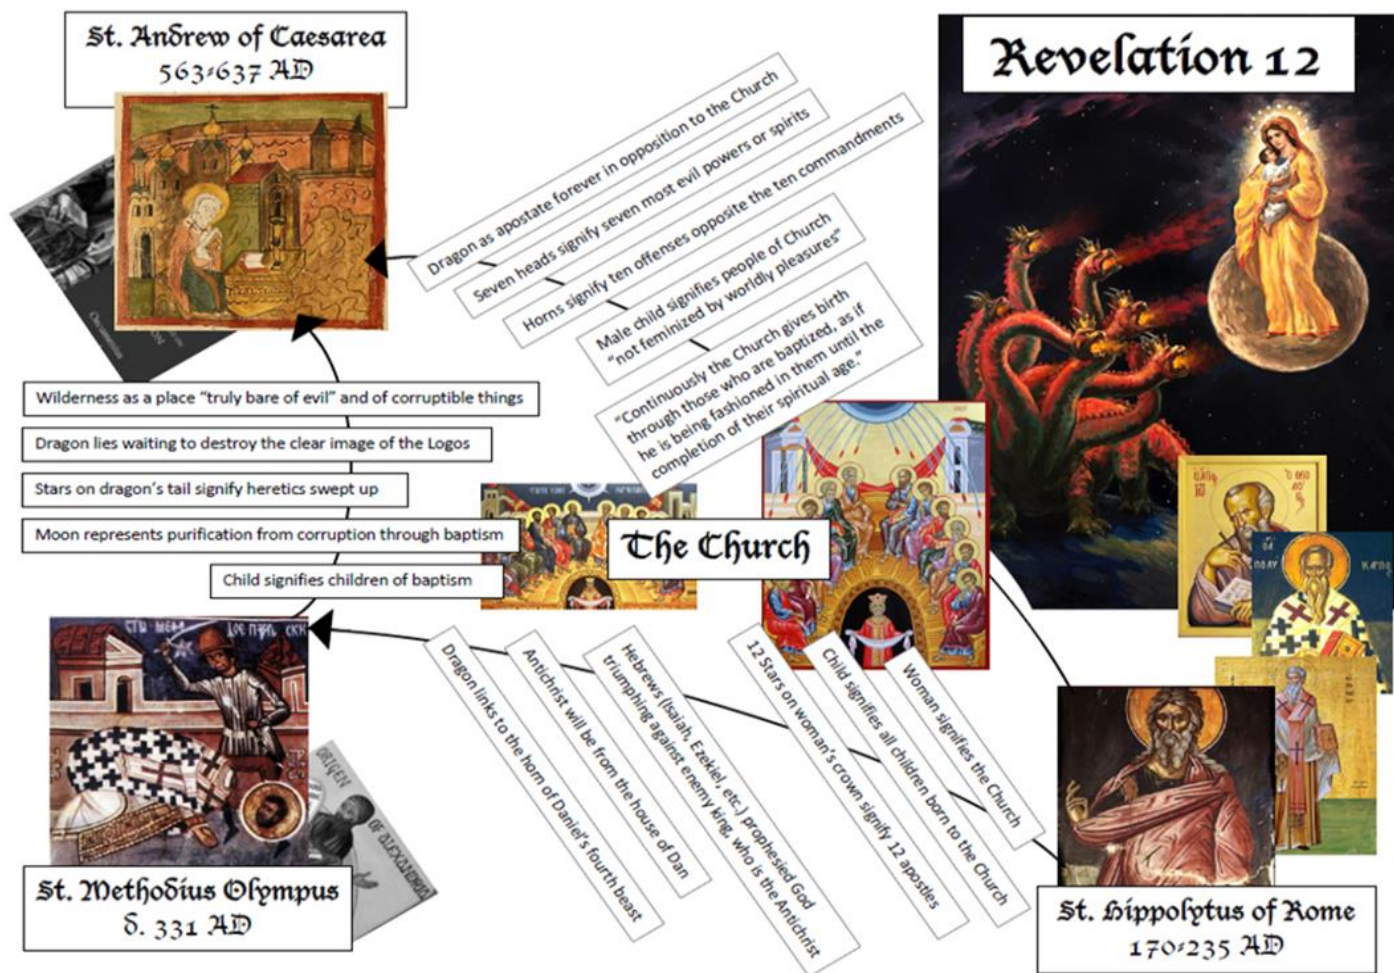 St. Andrew of Caesarea
563-637 AD
Revelation 12
Dragon as apostate forever in opposition to the Church
Seven heads signify seven most evil powers or spirits
Horns signify ten offenses opposite the ten commandments
Male child signifies people of Church
"not feminized by worldly pleasures"
"Continuously the Church gives birth
through those who are baptized, as if
he is being fashioned in them until the
completion of their spiritual age."
Wilderness as a place "truly bare of evil" and of corruptible things
Dragon lies waiting to destroy the clear image of the Logos
Stars on dragon's tail signify heretics swept up
Moon represents purification from corruption through baptism
Child signifies children of baptism
The Church
Dragon links to the horn of Daniel's fourth beast
Antichrist will be from the house of Dan
Hebrews (Isaiah, Ezekiel, etc.) prophesied God
triumphing against enemy king, who is the Antichrist
12 Stars on woman's crown signify 12 apostles
Child signifies all children born to the Church
Woman signifies the Church
ORIGEN
OF ALEXANDRIA
St. Methodius Olympus
d. 331 AD
St. Hippolytus of Rome
170-235 AD